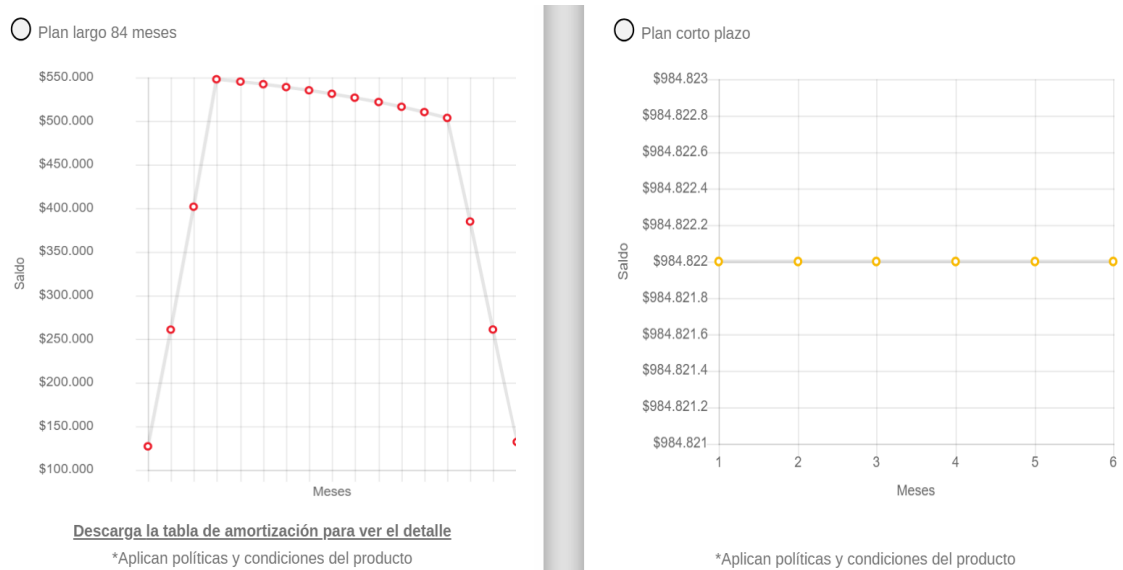 Plan largo 84 meses
$550.000
$500.000
$450.000
$400.000
$350.000
$300.000
$250.000
$200.000
$150.000
$100.000
Saldo
Meses
Descarga la tabla de amortización para ver el detalle
*Aplican políticas y condiciones del producto
Plan corto plazo
$984.823
$984.822.8
$984.822.6
$984.822.4
$984.822.2
$984.822
$984.821.8
$984.821.6
$984.821.4
$984.821.2
$984.821
Saldo
1 2 3 4 5 6
Meses
*Aplican políticas y condiciones del producto